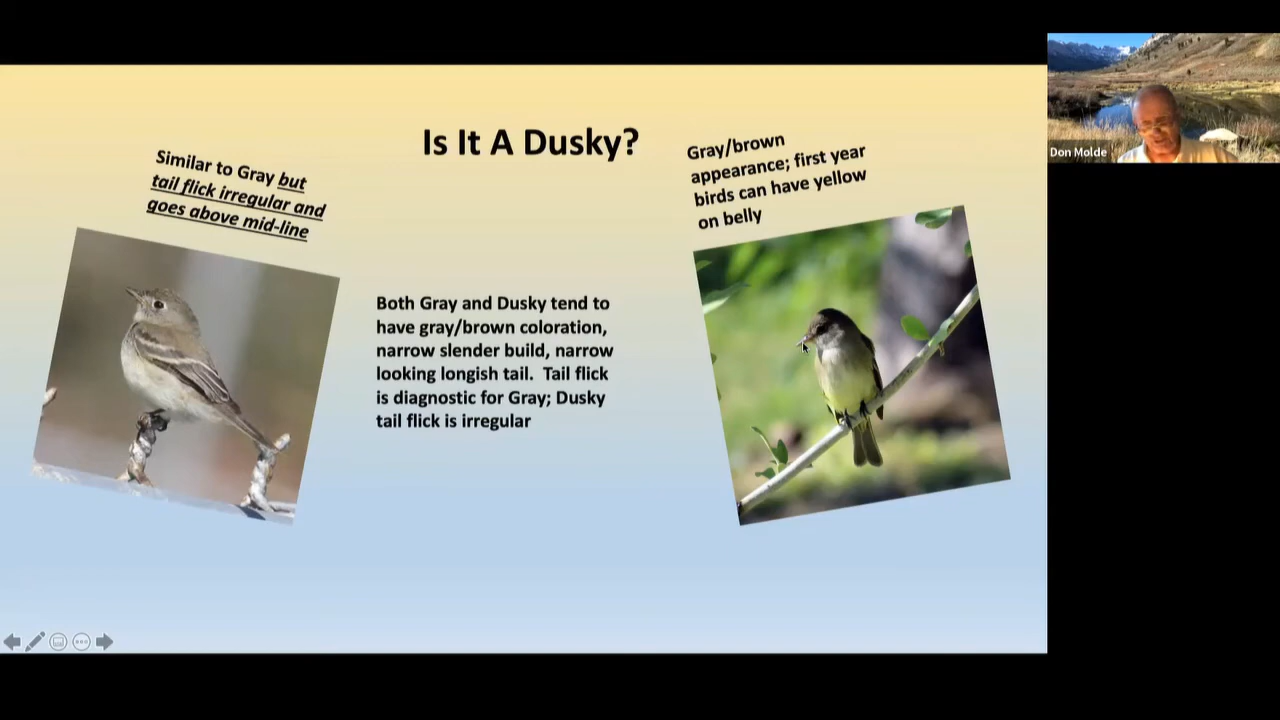 Is It A Dusky?
Similar to Gray but
tail flick irregular and
goes above mid-line
Gray/brown
appearance; first year
birds can have yellow
on belly
Both Gray and Dusky tend to
have gray/brown coloration,
narrow slender build, narrow
looking longish tail.  Tail flick
is diagnostic for Gray; Dusky
tail flick is irregular
Don Molde